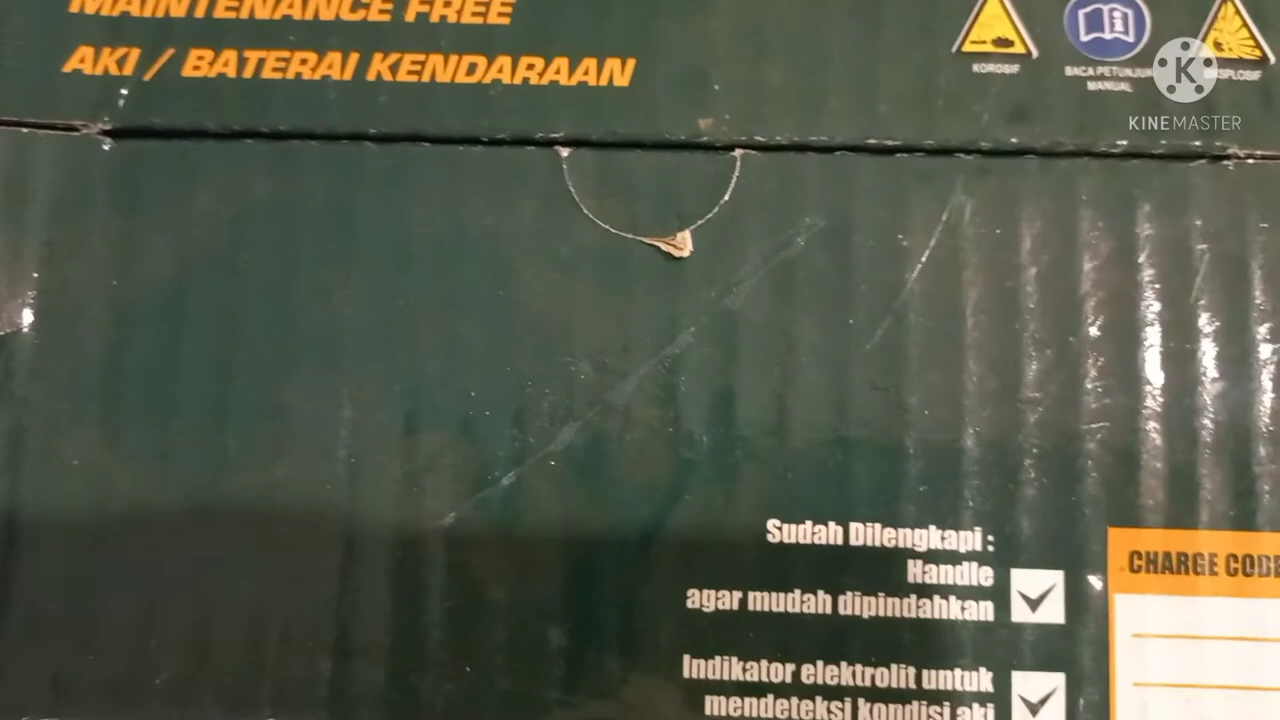 MAINTENANCE FREE
AKI / BATERAI KENDARAAN
KOROSIF
BACA PETUNJUK
MANUAL
KINEMASTER
Sudah Dilengkapi :
Handle
agar mudah dipindahkan
Indikator elektrolit untuk
mendeteksi kondisi aki
CHARGE CODE